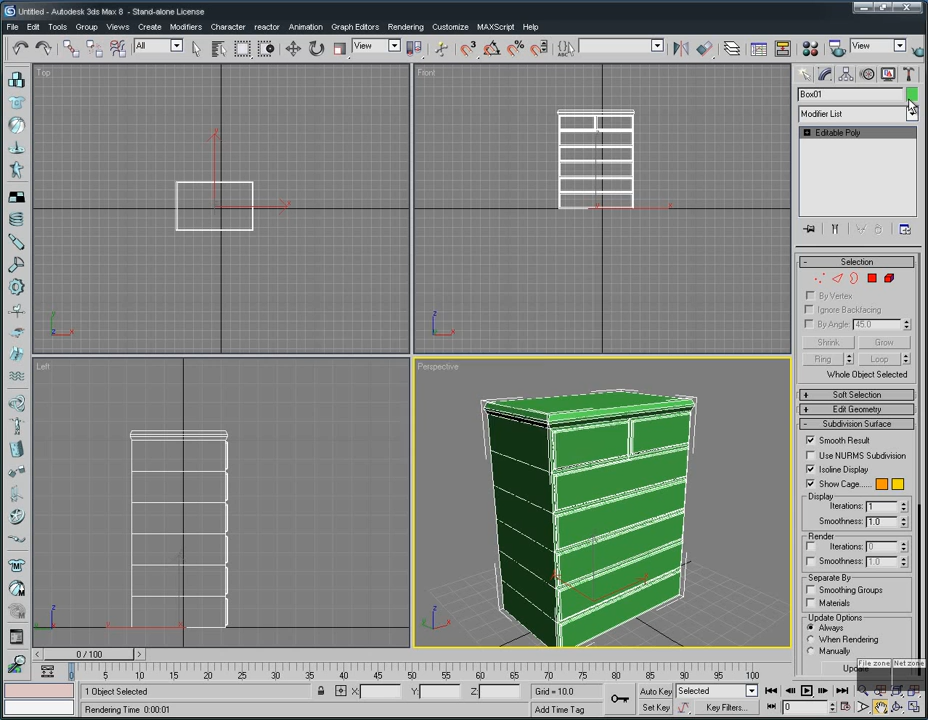 Untitled - Autodesk 3ds Max 8 - Stand-alone License
File Edit Tools Group Views Create Modifiers Character reactor Animation Graph Editors Rendering Customize MAXScript Help
All View View
Top Front
Box01
Modifier List
Editable Poly
Selection
By Vertex
Ignore Backfacing
By Angle: 45.0
Shrink Grow
Ring Loop
Whole Object Selected
Left Perspective
Soft Selection
Edit Geometry
Subdivision Surface
Smooth Result
Use NURMS Subdivision
Isoline Display
Show Cage......
Display
Iterations: 1
Smoothness: 1.0
Render
Iterations: 0
Smoothness: 1.0
Separate By
Smoothing Groups
Materials
Update Options
Always
When Rendering
Manually
Update
File zone Net zone
0 / 100
0 5 10 15 20 25 30 35 40 45 50 55 60 65 70 75 80 85 90 95 100
1 Object Selected X: Y: Z: Grid = 10.0 Auto Key Selected
Rendering Time 0:00:01 Add Time Tag Set Key Key Filters... 0